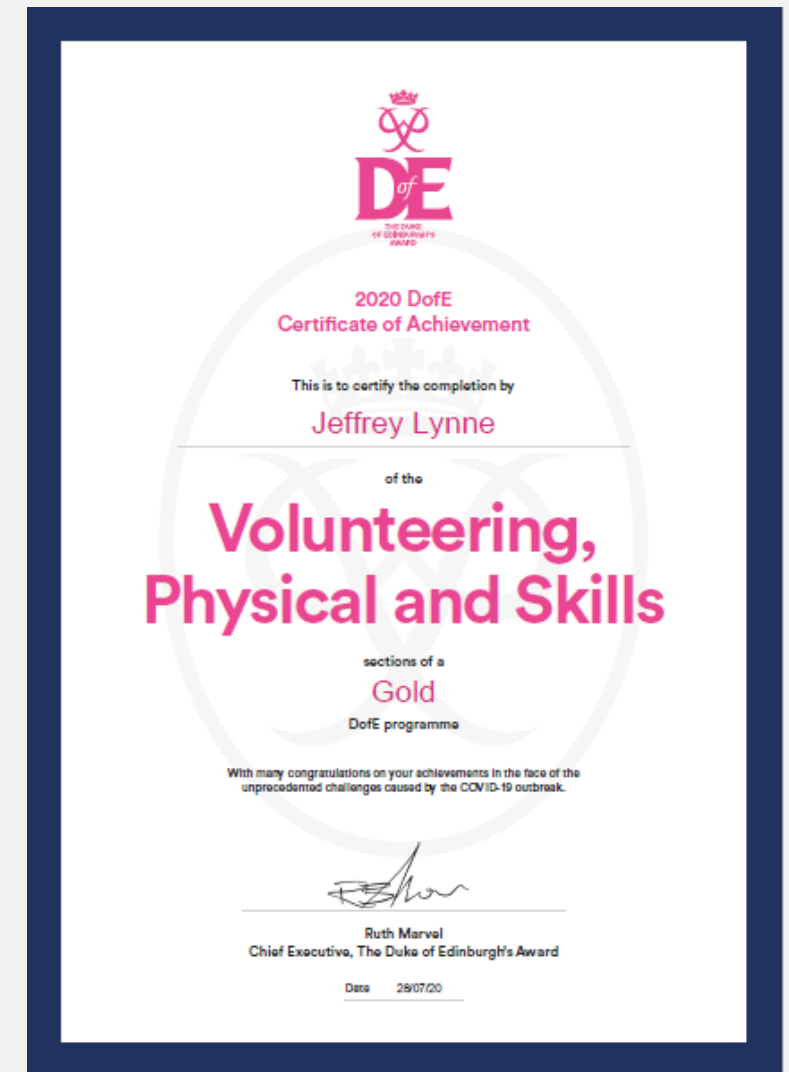 DofE
THE DUKE
OF EDINBURGH'S
AWARD
2020 DofE
Certificate of Achievement
This is to certify the completion by
Jeffrey Lynne
of the
Volunteering,
Physical and Skills
sections of a
Gold
DofE programme
With many congratulations on your achievements in the face of the
unprecedented challenges caused by the COVID-19 outbreak.
Ruth Marvel
Chief Executive, The Duke of Edinburgh's Award
Date 28/07/20